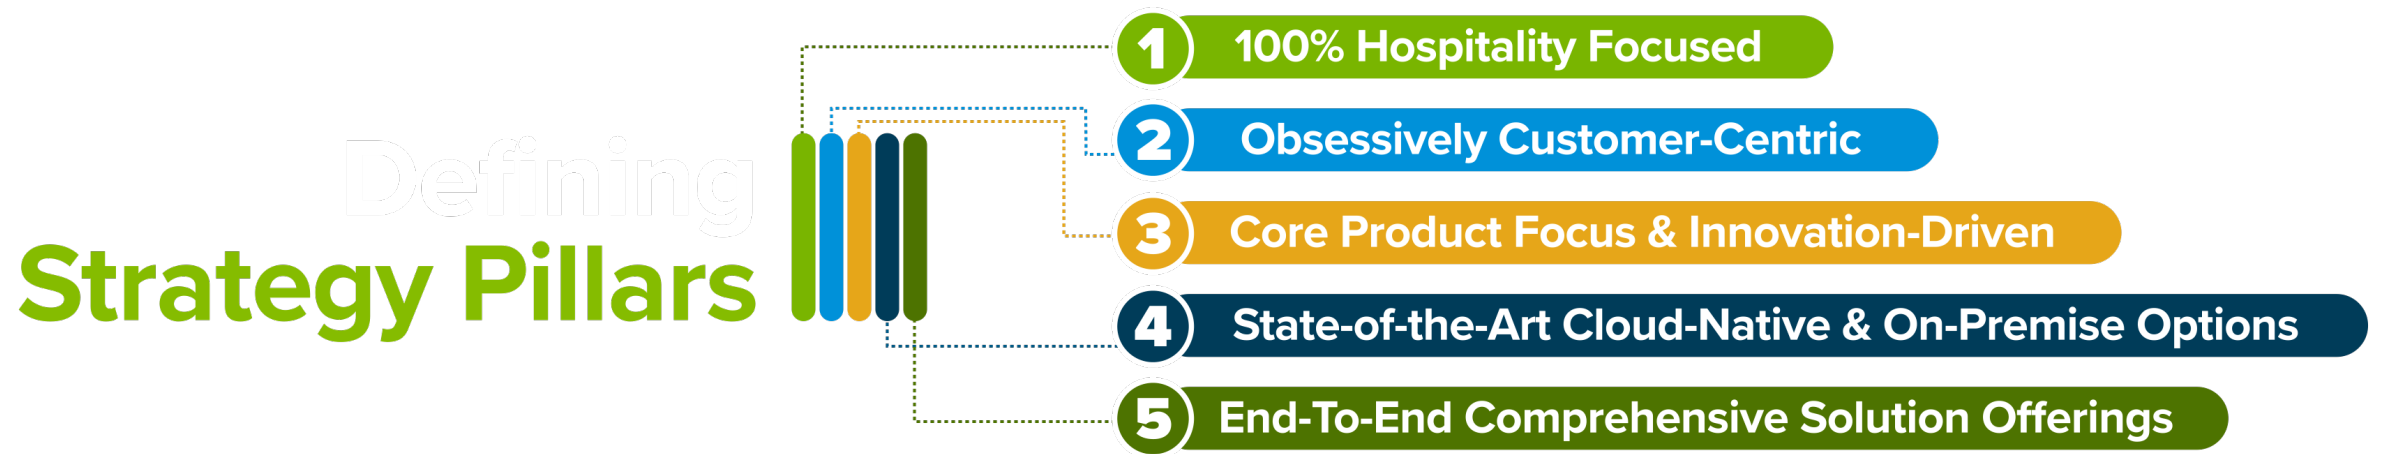 Defining
Strategy Pillars
1 100% Hospitality Focused
2 Obsessively Customer-Centric
3 Core Product Focus & Innovation-Driven
4 State-of-the-Art Cloud-Native & On-Premise Options
5 End-To-End Comprehensive Solution Offerings